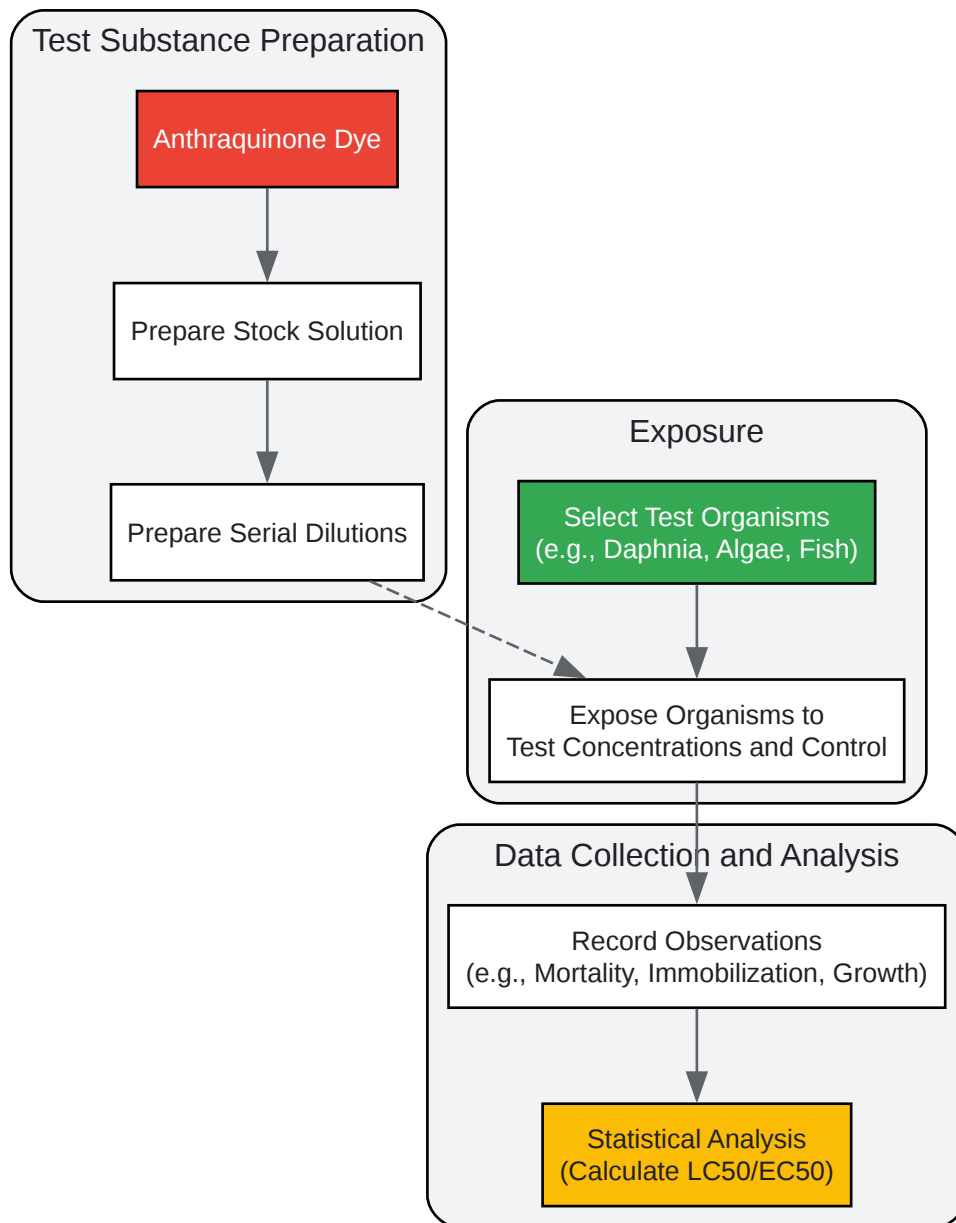 Test Substance Preparation
Anthraquinone Dye
Prepare Stock Solution
Prepare Serial Dilutions
Exposure
Select Test Organisms
(e.g., Daphnia, Algae, Fish)
Expose Organisms to
Test Concentrations and Control
Data Collection and Analysis
Record Observations
(e.g., Mortality, Immobilization, Growth)
Statistical Analysis
(Calculate LC50/EC50)